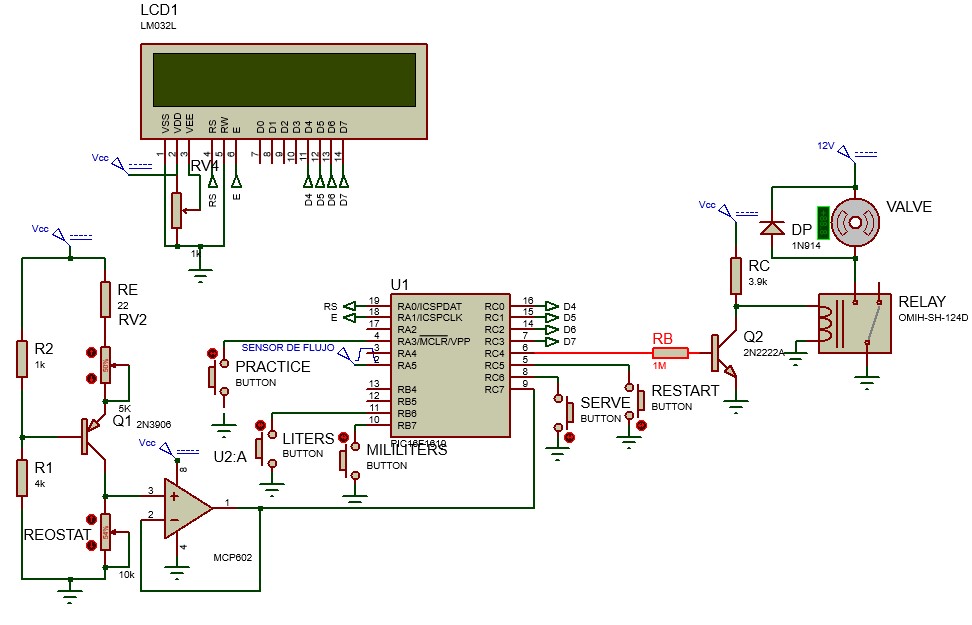 LCD1
LM032L
VSS VDD VEE RS RW E D0 D1 D2 D3 D4 D5 D6 D7
1 2 3 4 5 6 7 8 9 10 11 12 13 14
Vcc
RV4
RS E D4 D5 D6 D7
1k
12V
Vcc
VALVE
DP
1N914
RC
3.9k
RELAY
OMIH-SH-124D
Vcc
RE
22
RV2
50%
5K
R2
1k
Q1
2N3906
R1
4k
REOSTAT
54%
10k
Vcc
U2:A
3
2
1
8
4
MCP602
U1
RS 19 RA0/ICSPDAT RC0 16 D4
E 18 RA1/ICSPCLK RC1 15 D5
17 RA2 RC2 14 D6
4 RA3/MCLR/VPP RC3 7 D7
SENSOR DE FLUJO 3 RA4 RC4 6
2 RA5 RC5 5
RC6 8
13 RB4 RC7 9
12 RB5
11 RB6
10 RB7
PIC16F1619
PRACTICE
BUTTON
LITERS
BUTTON
MILILITERS
BUTTON
SERVE
BUTTON
RESTART
BUTTON
RB
1M
Q2
2N2222A